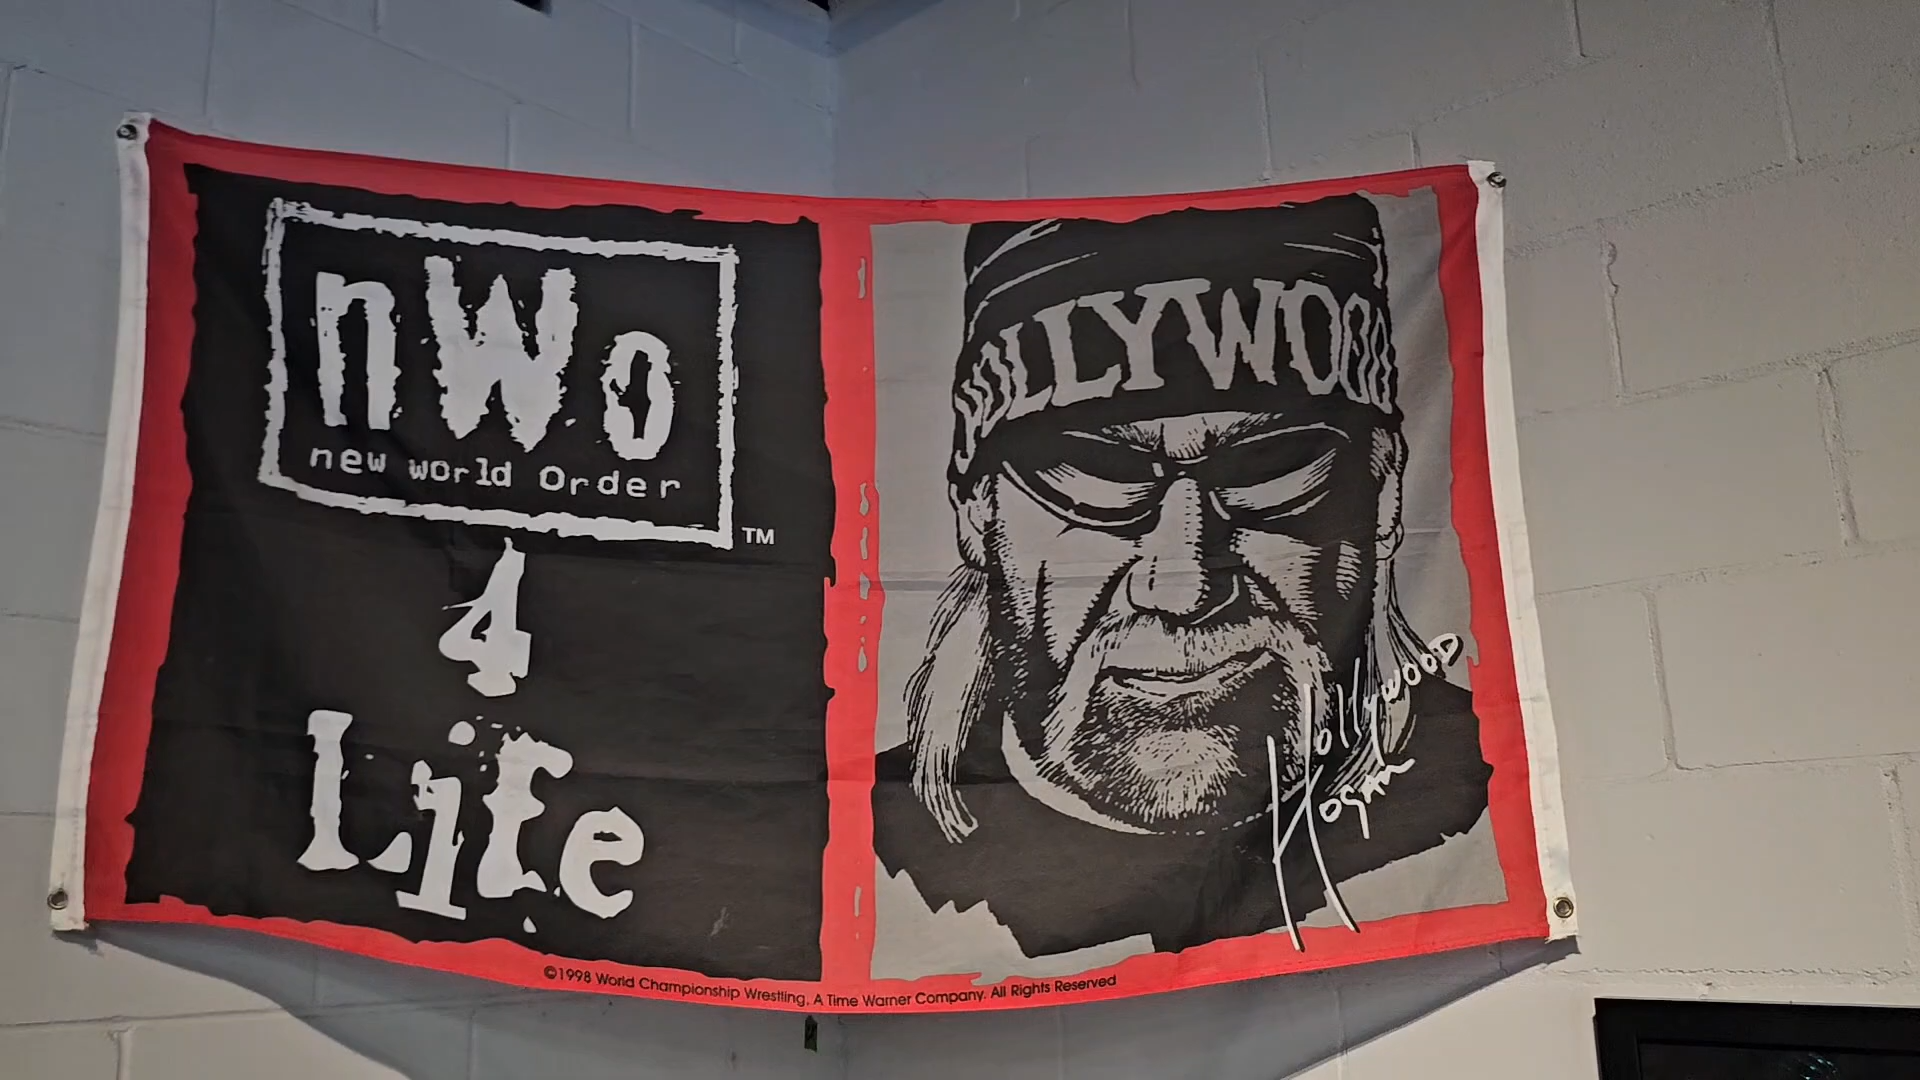 nWo
new world Order
TM
4
Life
HOLLYWOOD
Hollywood
Hogan
©1998 World Championship Wrestling, A Time Warner Company. All Rights Reserved